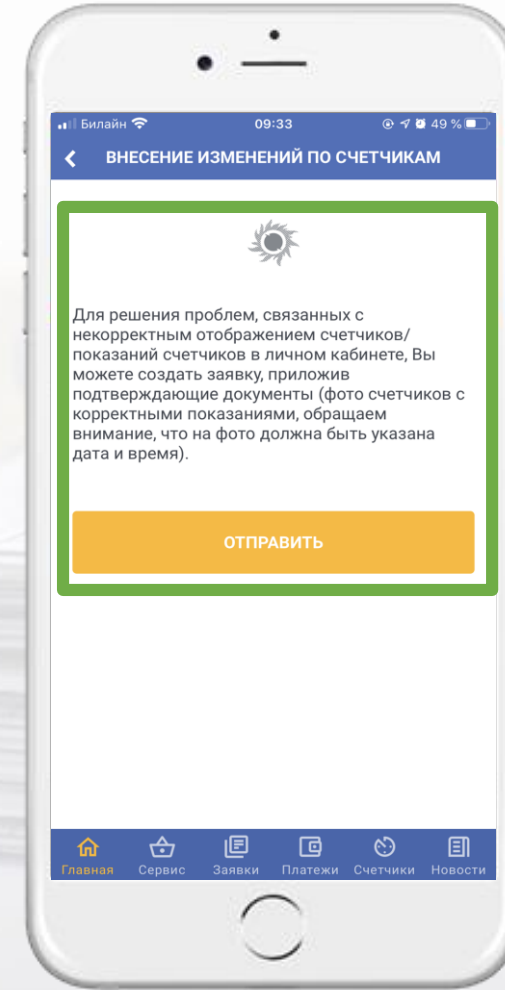 Билайн 09:33 49 %
ВНЕСЕНИЕ ИЗМЕНЕНИЙ ПО СЧЕТЧИКАМ
Для решения проблем, связанных с
некорректным отображением счетчиков/
показаний счетчиков в личном кабинете, Вы
можете создать заявку, приложив
подтверждающие документы (фото счетчиков с
корректными показаниями, обращаем
внимание, что на фото должна быть указана
дата и время).
ОТПРАВИТЬ
Главная Сервис Заявки Платежи Счетчики Новости